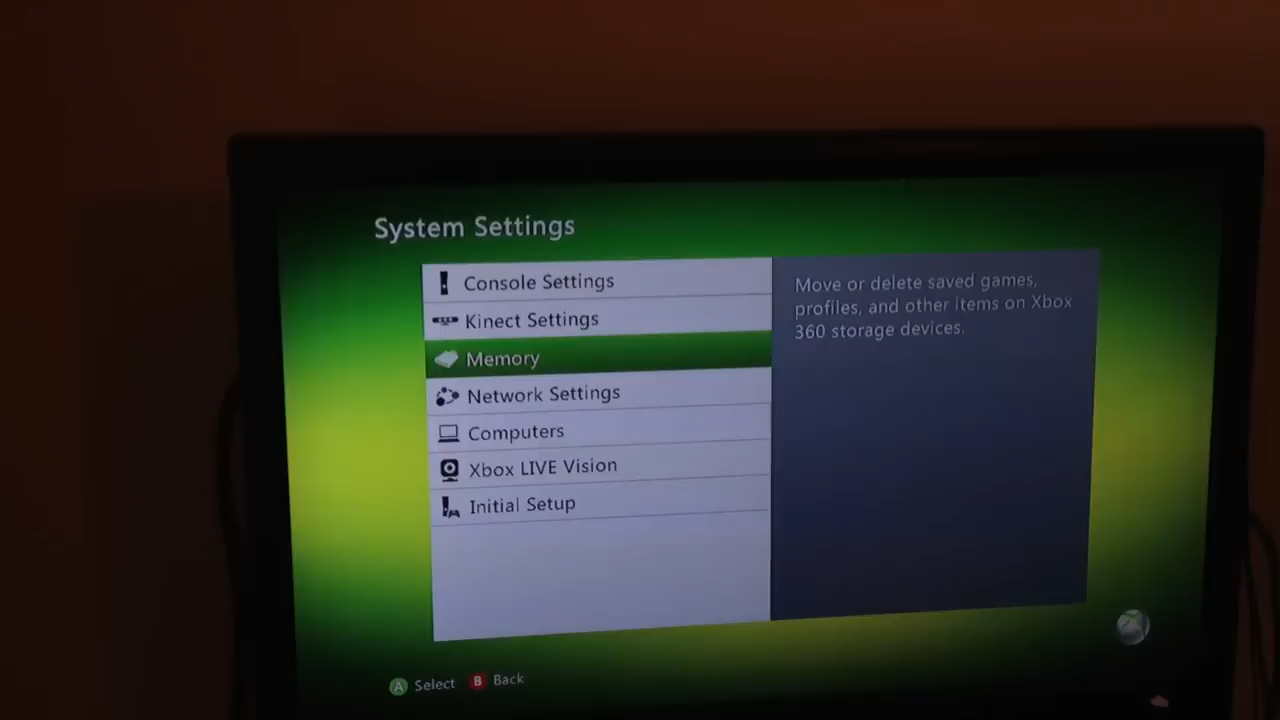 System Settings
Console Settings
Kinect Settings
Memory
Network Settings
Computers
Xbox LIVE Vision
Initial Setup
Move or delete saved games,
profiles, and other items on Xbox
360 storage devices.
A Select B Back